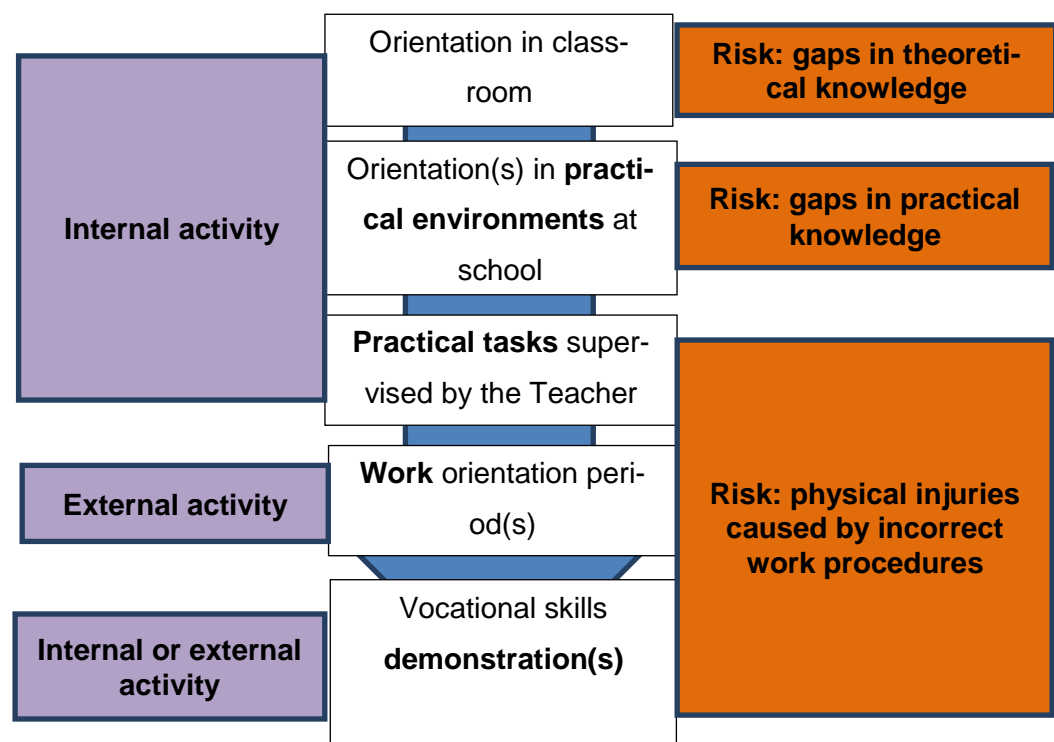 Orientation in class-
room
Risk: gaps in theoreti-
cal knowledge
Internal activity
Orientation(s) in practi-
cal environments at
school
Risk: gaps in practical
knowledge
Practical tasks super-
vised by the Teacher
External activity
Work orientation peri-
od(s)
Risk: physical injuries
caused by incorrect
work procedures
Internal or external
activity
Vocational skills
demonstration(s)